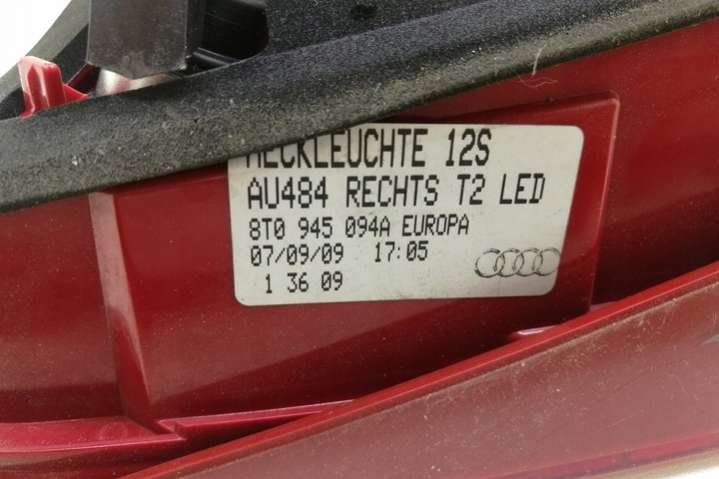 HECKLEUCHTE 12S
AU484 RECHTS T2 LED
8T0 945 094A EUROPA
07/09/09 17:05
1 36 09